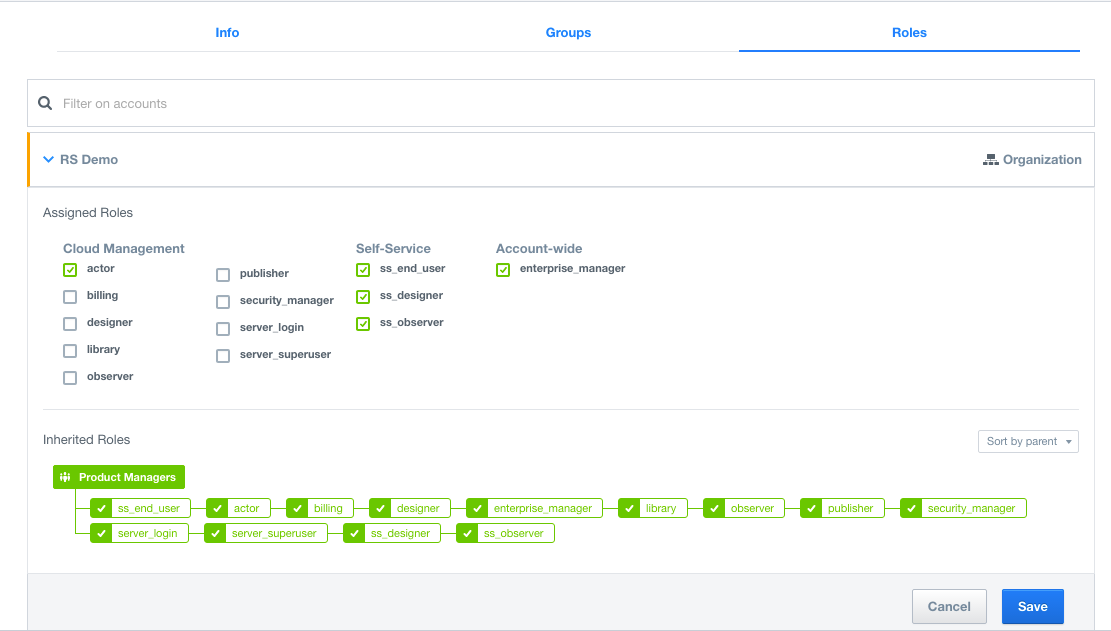 Info Groups Roles
Filter on accounts
RS Demo Organization
Assigned Roles
Cloud Management Self-Service Account-wide
actor publisher ss_end_user enterprise_manager
billing security_manager ss_designer
designer server_login ss_observer
library server_superuser
observer
Inherited Roles Sort by parent
Product Managers
ss_end_user actor billing designer enterprise_manager library observer publisher security_manager
server_login server_superuser ss_designer ss_observer
Cancel Save